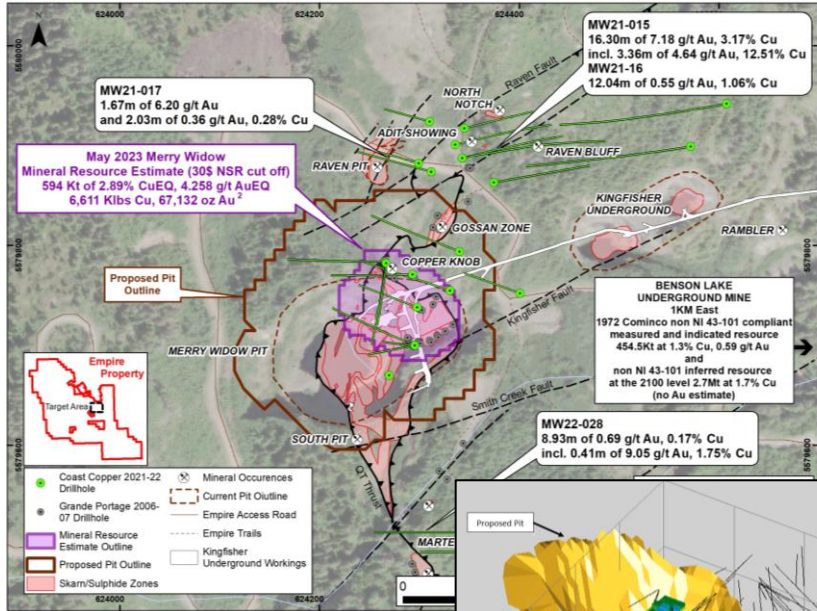 624000
624200
624400
5580000
5579800
5579600
N
MW21-015
16.30m of 7.18 g/t Au, 3.17% Cu
incl. 3.36m of 4.64 g/t Au, 12.51% Cu
MW21-16
12.04m of 0.55 g/t Au, 1.06% Cu
Raven Fault
MW21-017
1.67m of 6.20 g/t Au
and 2.03m of 0.36 g/t Au, 0.28% Cu
NORTH
NOTCH
ADIT SHOWING
RAVEN BLUFF
RAVEN PIT
May 2023 Merry Widow
Mineral Resource Estimate (30$ NSR cut off)
594 Kt of 2.89% CuEQ, 4.258 g/t AuEQ
6,611 Klbs Cu, 67,132 oz Au 2
KINGFISHER
UNDERGROUND
GOSSAN ZONE
RAMBLER
COPPER KNOB
Proposed Pit
Outline
Kingfisher Fault
BENSON LAKE
UNDERGROUND MINE
1KM East
1972 Cominco non NI 43-101 compliant
measured and indicated resource
454.5Kt at 1.3% Cu, 0.59 g/t Au
and
non NI 43-101 inferred resource
at the 2100 level 2.7Mt at 1.7% Cu
(no Au estimate)
MERRY WIDOW PIT
Empire
Property
Target Area
Smith Creek Fault
MW22-028
8.93m of 0.69 g/t Au, 0.17% Cu
incl. 0.41m of 9.05 g/t Au, 1.75% Cu
SOUTH PIT
QT Thrust
Coast Copper 2021-22
Drillhole
Grande Portage 2006-
07 Drillhole
Mineral Resource
Estimate Outline
Proposed Pit Outline
Skarn/Sulphide Zones
Mineral Occurences
Current Pit Oiutline
Empire Access Road
Empire Trails
Kingfisher
Underground Workings
MARTE
0
Proposed Pit